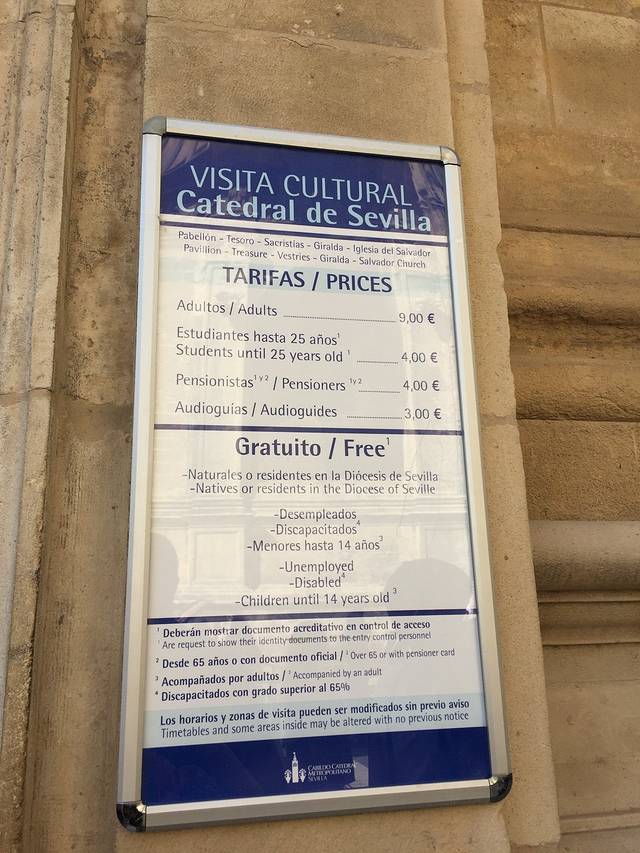 VISITA CULTURAL
Catedral de Sevilla
Pabellón - Tesoro - Sacristías - Giralda - Iglesia del Salvador
Pavillion - Treasure - Vestries - Giralda - Salvador Church
TARIFAS / PRICES
Adultos / Adults 9,00 €
Estudiantes hasta 25 años¹
Students until 25 years old ¹ 4,00 €
Pensionistas¹ y ² / Pensioners ¹ y ² 4,00 €
Audioguías / Audioguides 3,00 €
Gratuito / Free¹
-Naturales o residentes en la Diócesis de Sevilla
-Natives or residents in the Diocese of Seville
-Desempleados
-Discapacitados⁴
-Menores hasta 14 años³
-Unemployed
-Disabled⁴
-Children until 14 years old ³
¹ Deberán mostrar documento acreditativo en control de acceso
¹ Are request to show their identity documents to the entry control personnel
² Desde 65 años o con documento oficial / ² Over 65 or with pensioner card
³ Acompañados por adultos / ³ Accompanied by an adult
⁴ Discapacitados con grado superior al 65%
Los horarios y zonas de visita pueden ser modificados sin previo aviso
Timetables and some areas inside may be altered with no previous notice
CABILDO CATEDRAL
METROPOLITANO
SEVILLA